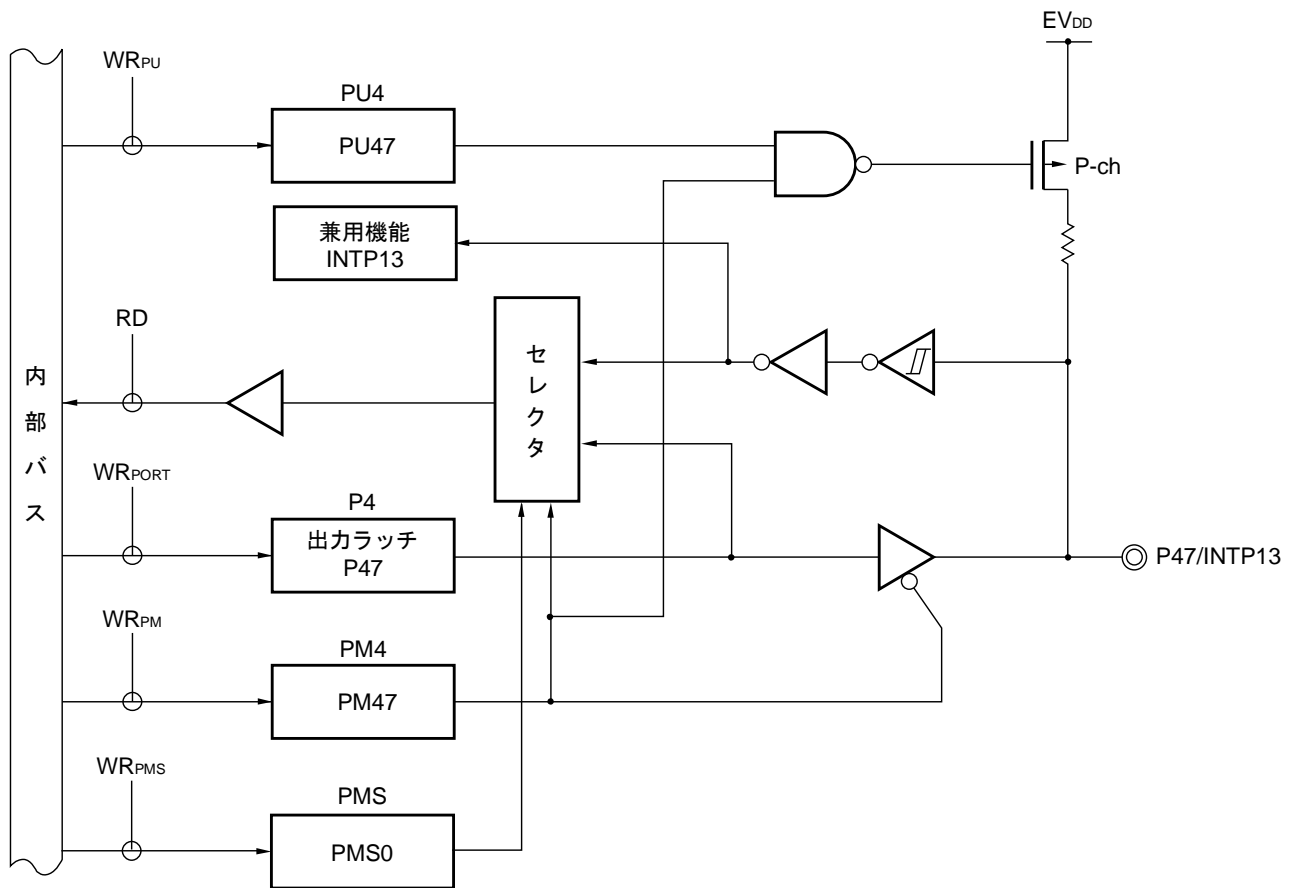 EVDD
WRPU
PU4
PU47
P-ch
兼用機能
INTP13
RD
セレクタ
内部バス
WRPORT
P4
出力ラッチ
P47
P47/INTP13
WRPM
PM4
PM47
WRPMS
PMS
PMS0